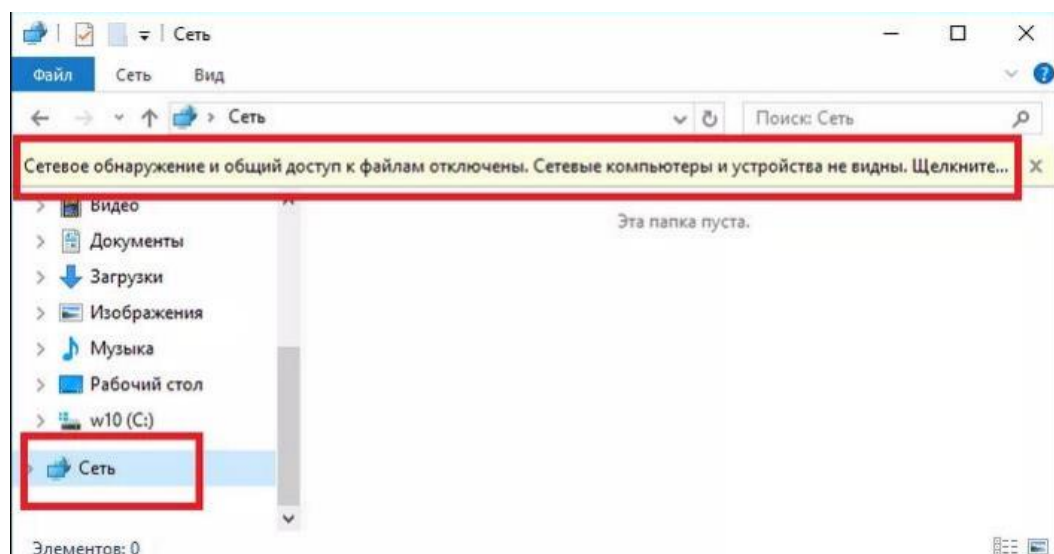 Сеть
Файл
Сеть
Вид
Сеть
Поиск: Сеть
Сетевое обнаружение и общий доступ к файлам отключены. Сетевые компьютеры и устройства не видны. Щелкните...
Видео
Эта папка пуста.
Документы
Загрузки
Изображения
Музыка
Рабочий стол
w10 (C:)
Сеть
Элементов: 0